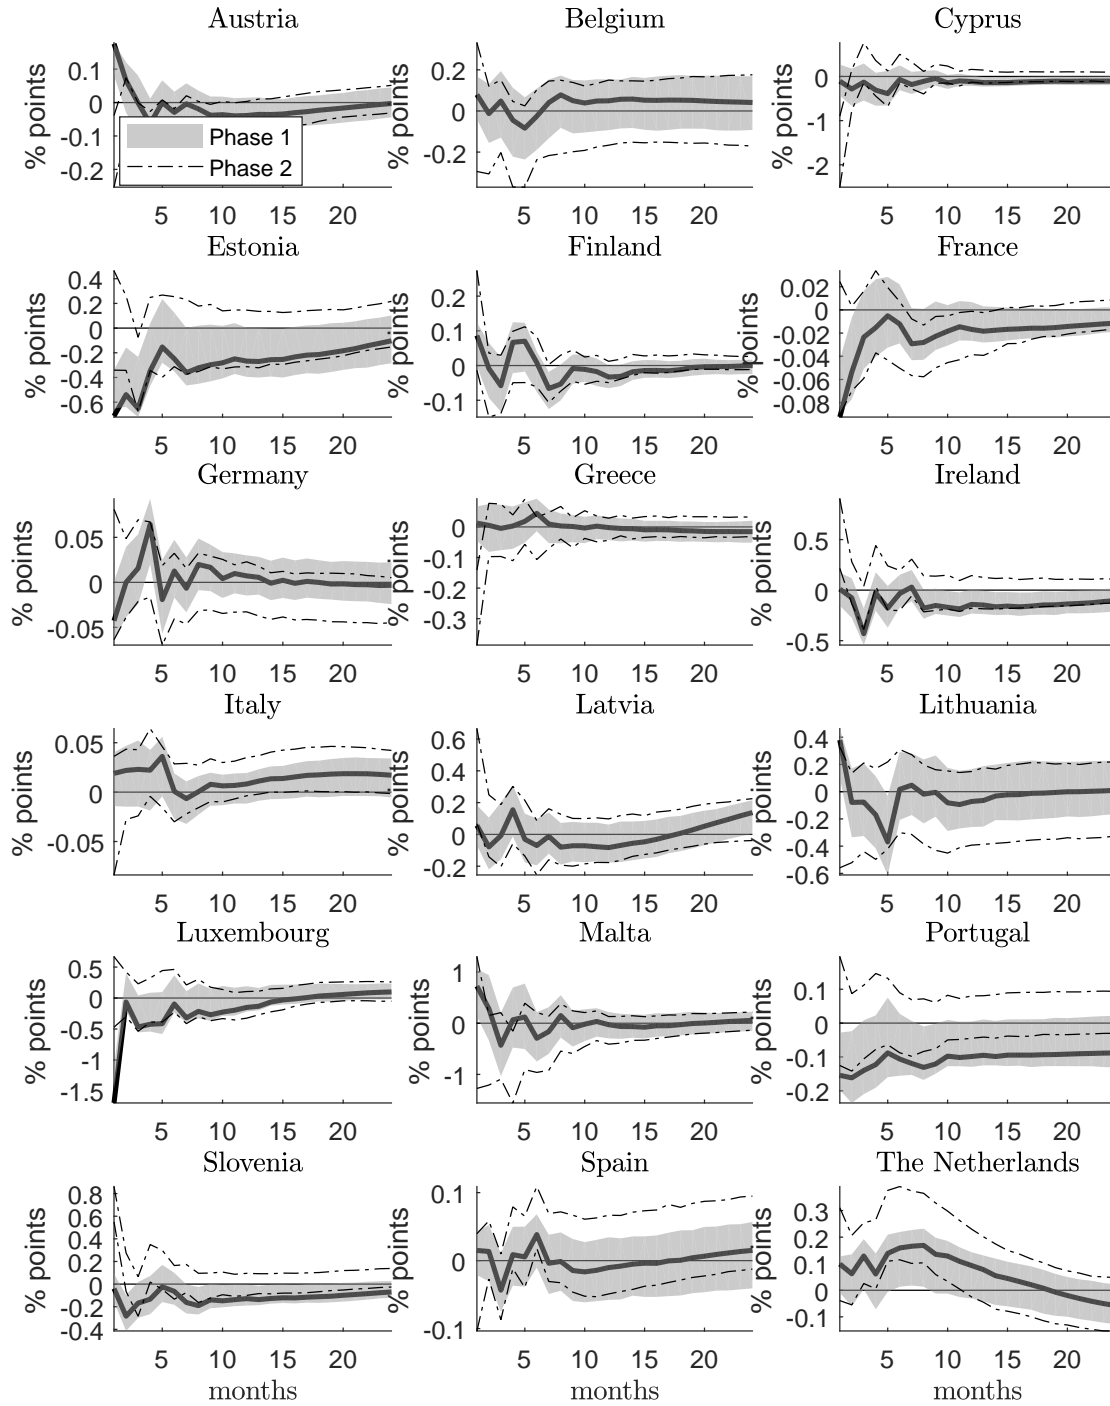 Austria Belgium Cyprus
% points 0.1 0 -0.1 -0.2 5 10 15 20
Phase 1
Phase 2
% points 0.2 0 -0.2 5 10 15 20
% points 0 -1 -2 5 10 15 20
Estonia Finland France
% points 0.4 0.2 0 -0.2 -0.4 -0.6 5 10 15 20
% points 0.2 0.1 0 -0.1 5 10 15 20
% points 0.02 0 -0.02 -0.04 -0.06 -0.08 5 10 15 20
Germany Greece Ireland
% points 0.05 0 -0.05 5 10 15 20
% points 0 -0.1 -0.2 -0.3 5 10 15 20
% points 0.5 0 -0.5 5 10 15 20
Italy Latvia Lithuania
% points 0.05 0 -0.05 5 10 15 20
% points 0.6 0.4 0.2 0 -0.2 5 10 15 20
% points 0.4 0.2 0 -0.2 -0.4 -0.6 5 10 15 20
Luxembourg Malta Portugal
% points 0.5 0 -0.5 -1 -1.5 5 10 15 20
% points 1 0 -1 5 10 15 20
% points 0.1 0 -0.1 -0.2 5 10 15 20
Slovenia Spain The Netherlands
% points 0.8 0.6 0.4 0.2 0 -0.2 -0.4 5 10 15 20
% points 0.1 0 -0.1 5 10 15 20
% points 0.3 0.2 0.1 0 -0.1 5 10 15 20
months months months